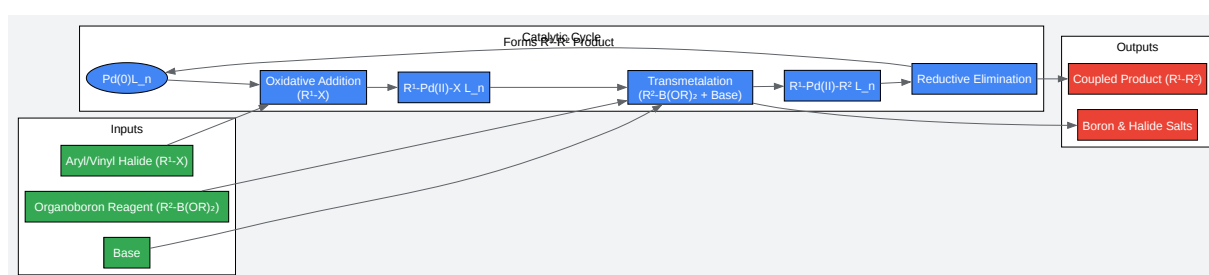 Catalytic Cycle
Forms R¹-R² Product
Pd(0)L_n
Oxidative Addition
(R¹-X)
R¹-Pd(II)-X L_n
Transmetalation
(R²-B(OR)₂ + Base)
R¹-Pd(II)-R² L_n
Reductive Elimination
Outputs
Coupled Product (R¹-R²)
Boron & Halide Salts
Inputs
Aryl/Vinyl Halide (R¹-X)
Organoboron Reagent (R²-B(OR)₂)
Base